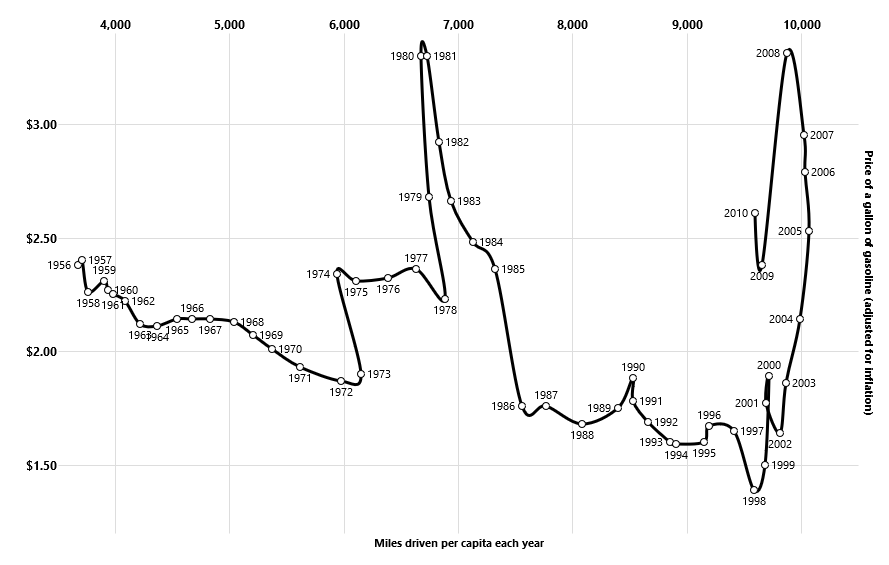 4,000 5,000 6,000 7,000 8,000 9,000 10,000
1980 1981 2008
$3.00
2007
1982
2006
1979 1983
2010
2005
$2.50 1984
1956 1957 1977 1985
1959 1974 2009
1975 1976
1958 1960 1978
1961 1962
1963 1964 1965 1966 1967 1968 2004
1969
$2.00 1970
1971 1973 1990 2000
1972 2003
1986 1987 1989 1991 2001
1988 1992 1996 1997 2002
1993 1994 1995
$1.50 1999
1998
Miles driven per capita each year
Price of a gallon of gasoline (adjusted for inflation)